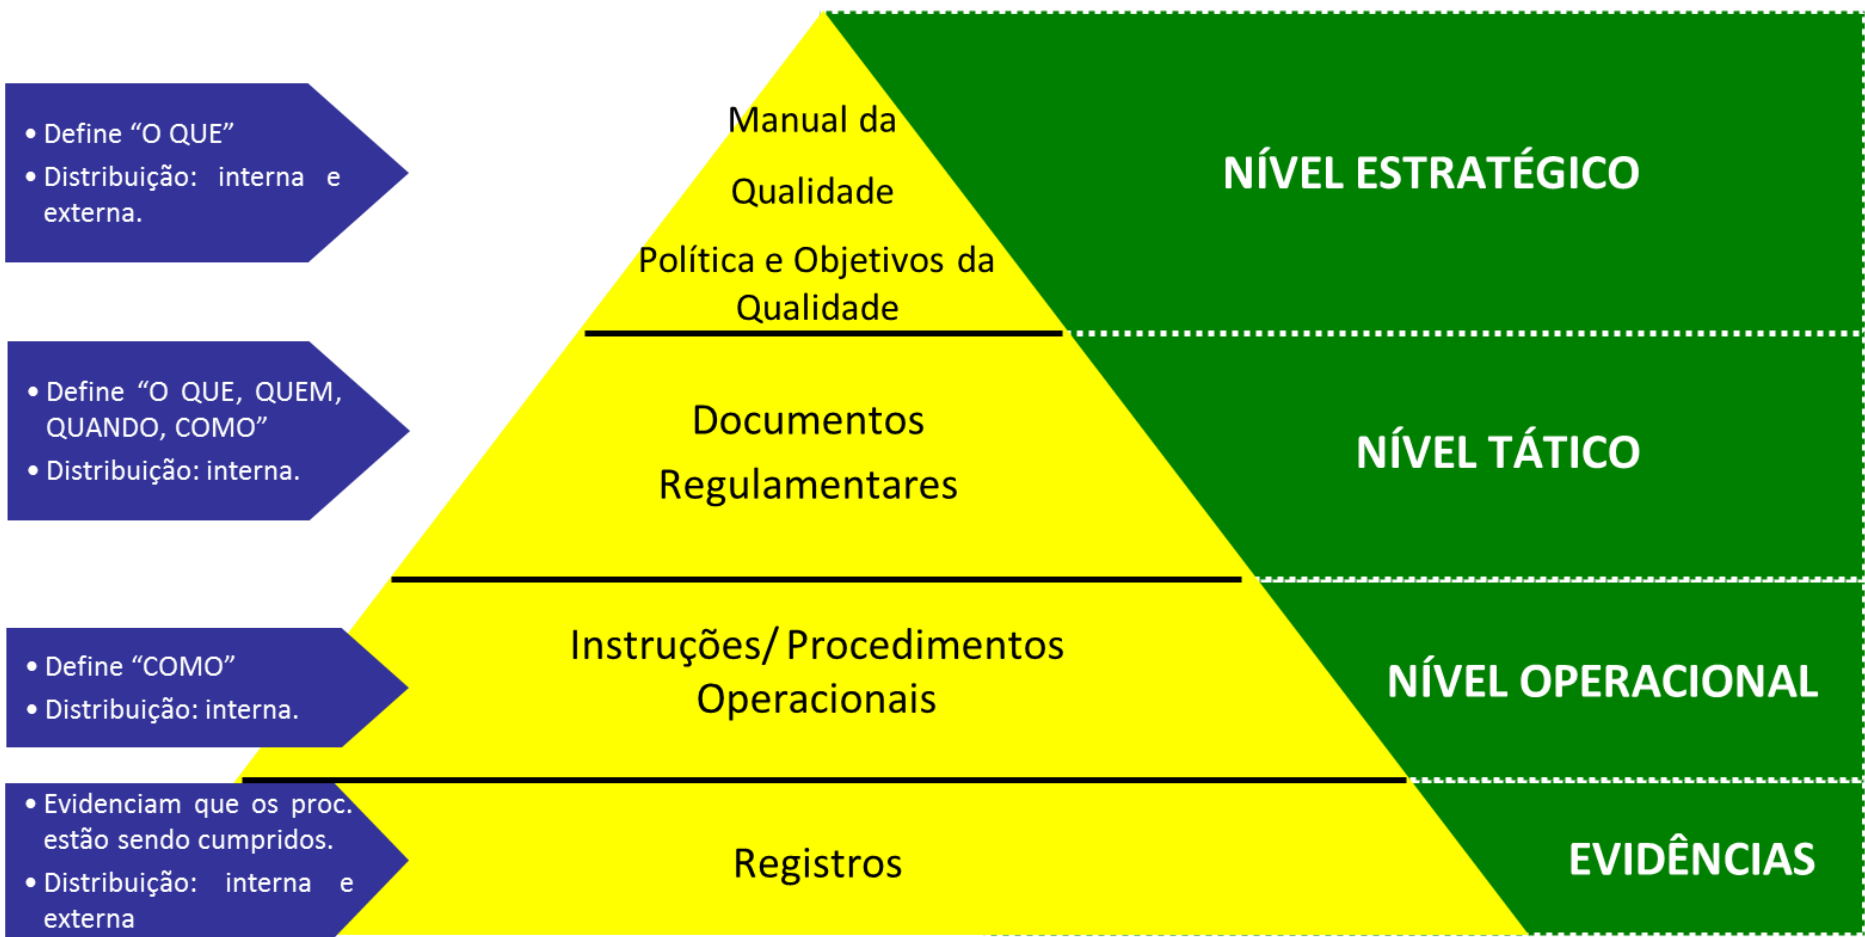 • Define “O QUE”
• Distribuição: interna e
externa.
Manual da
Qualidade
Política e Objetivos da
Qualidade
NÍVEL ESTRATÉGICO
• Define “O QUE, QUEM,
QUANDO, COMO”
• Distribuição: interna.
Documentos
Regulamentares
NÍVEL TÁTICO
• Define “COMO”
• Distribuição: interna.
Instruções/ Procedimentos
Operacionais
NÍVEL OPERACIONAL
• Evidenciam que os proc.
estão sendo cumpridos.
• Distribuição: interna e
externa
Registros
EVIDÊNCIAS